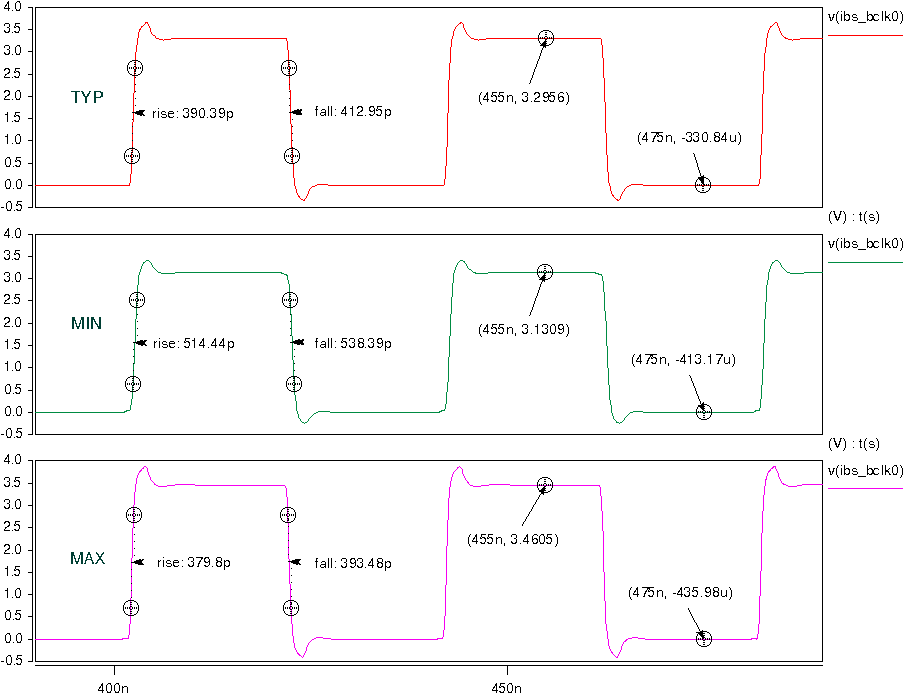 4.0
v(ibs_bclk0)
3.5
3.0
2.5
2.0
1.5
1.0
0.5
0.0
-0.5
TYP
rise: 390.39p
fall: 412.95p
(455n, 3.2956)
(475n, -330.84u)
(V) : t(s)
4.0
v(ibs_bclk0)
3.5
3.0
2.5
2.0
1.5
1.0
0.5
0.0
-0.5
MIN
rise: 514.44p
fall: 538.39p
(455n, 3.1309)
(475n, -413.17u)
(V) : t(s)
4.0
v(ibs_bclk0)
3.5
3.0
2.5
2.0
1.5
1.0
0.5
0.0
-0.5
MAX
rise: 379.8p
fall: 393.48p
(455n, 3.4605)
(475n, -435.98u)
400n
450n